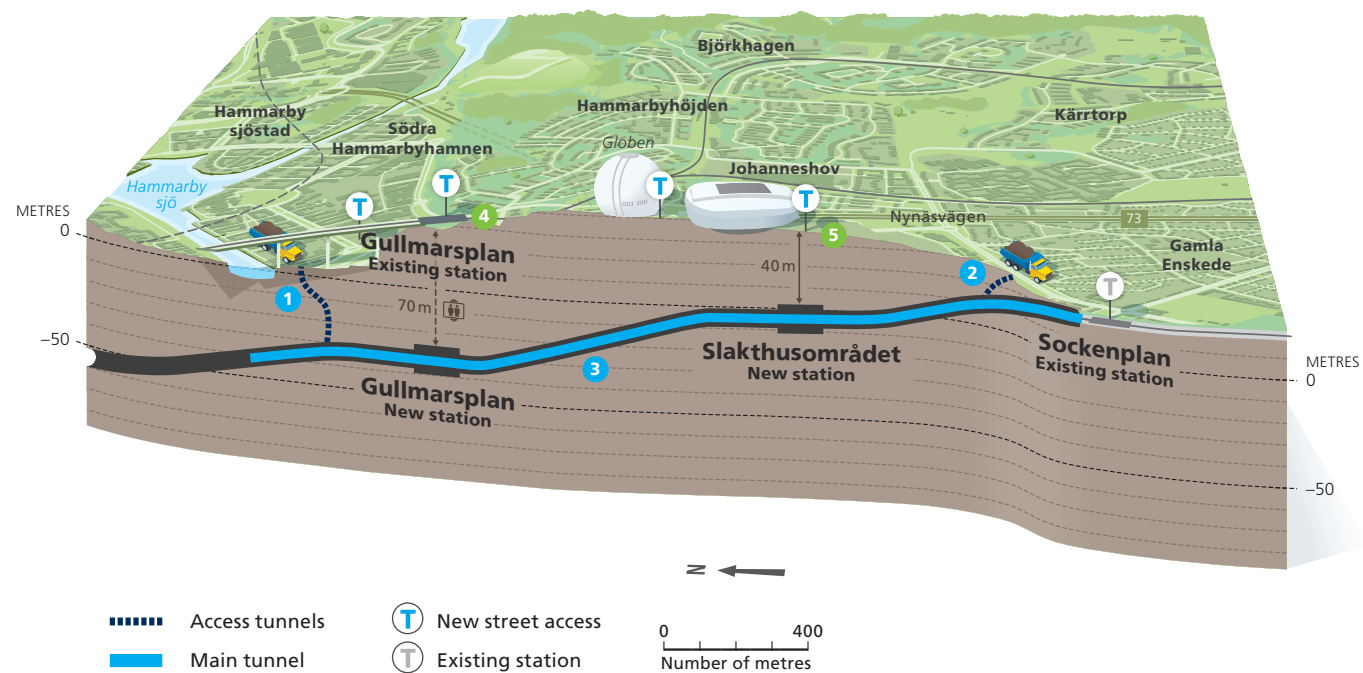 Björkhagen
Hammarbyhöjden
Hammarby
sjöstad
Kärrtorp
Södra
Hammarbyhamnen
Globen
Johanneshov
Hammarby
sjö
T
T
T
T
METRES
0
4
Nynäsvägen
73
5
Gullmarsplan
Existing station
Gamla
Enskede
40 m
2
T
1
70 m
-50
3
Slakthusområdet
New station
Sockenplan
Existing station
METRES
0
Gullmarsplan
New station
-50
N
Access tunnels
T
New street access
Main tunnel
T
Existing station
0
400
Number of metres